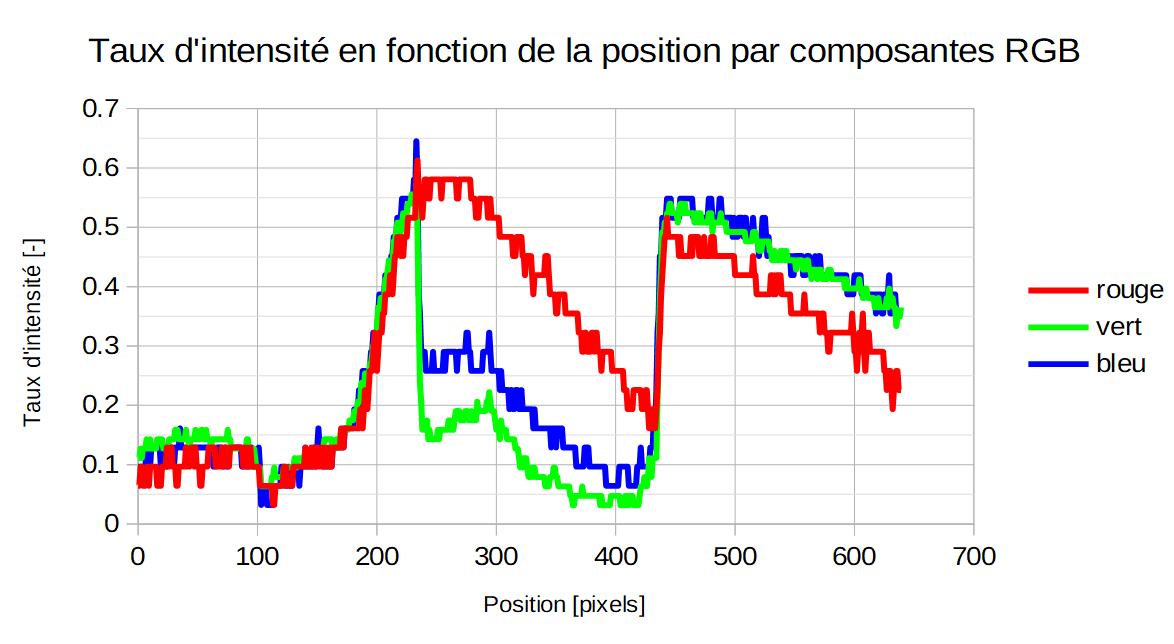 Taux d'intensité en fonction de la position par composantes RGB
0.7
0.6
0.5
0.4
0.3
0.2
0.1
0
Taux d'intensité [-]
0 100 200 300 400 500 600 700
Position [pixels]
rouge
vert
bleu